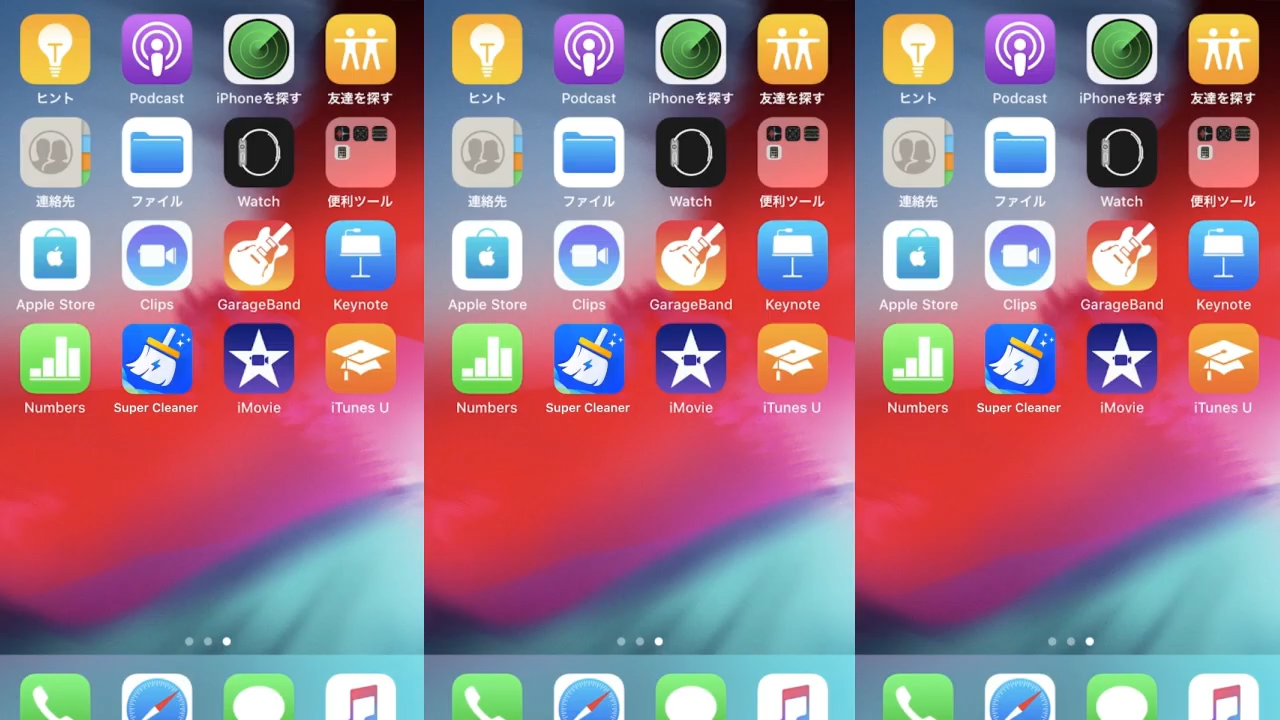 ヒント Podcast iPhoneを探す 友達を探す ヒント Podcast iPhoneを探す 友達を探す ヒント Podcast iPhoneを探す 友達を探す
連絡先 ファイル Watch 便利ツール 連絡先 ファイル Watch 便利ツール 連絡先 ファイル Watch 便利ツール
Apple Store Clips GarageBand Keynote Apple Store Clips GarageBand Keynote Apple Store Clips GarageBand Keynote
Numbers Super Cleaner iMovie iTunes U Numbers Super Cleaner iMovie iTunes U Numbers Super Cleaner iMovie iTunes U